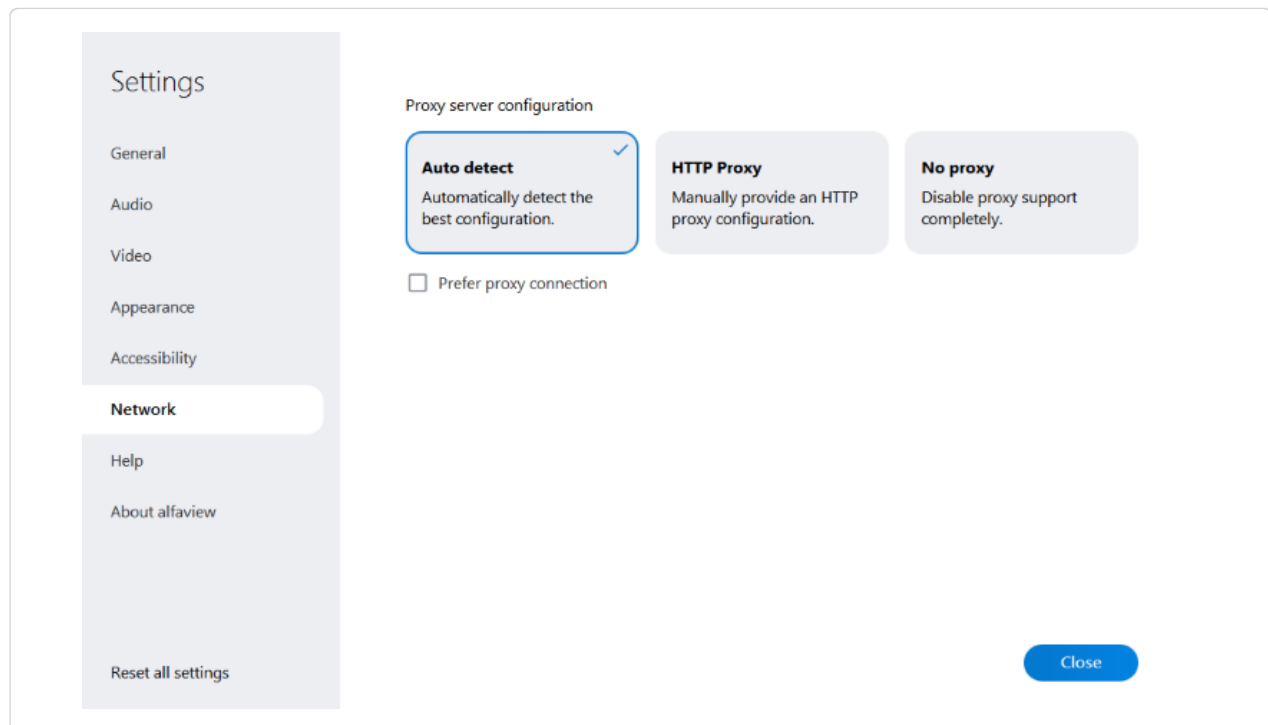 Settings
General
Audio
Video
Appearance
Accessibility
Network
Help
About alfaview
Reset all settings
Proxy server configuration
Auto detect
Automatically detect the
best configuration.
HTTP Proxy
Manually provide an HTTP
proxy configuration.
No proxy
Disable proxy support
completely.
Prefer proxy connection
Close